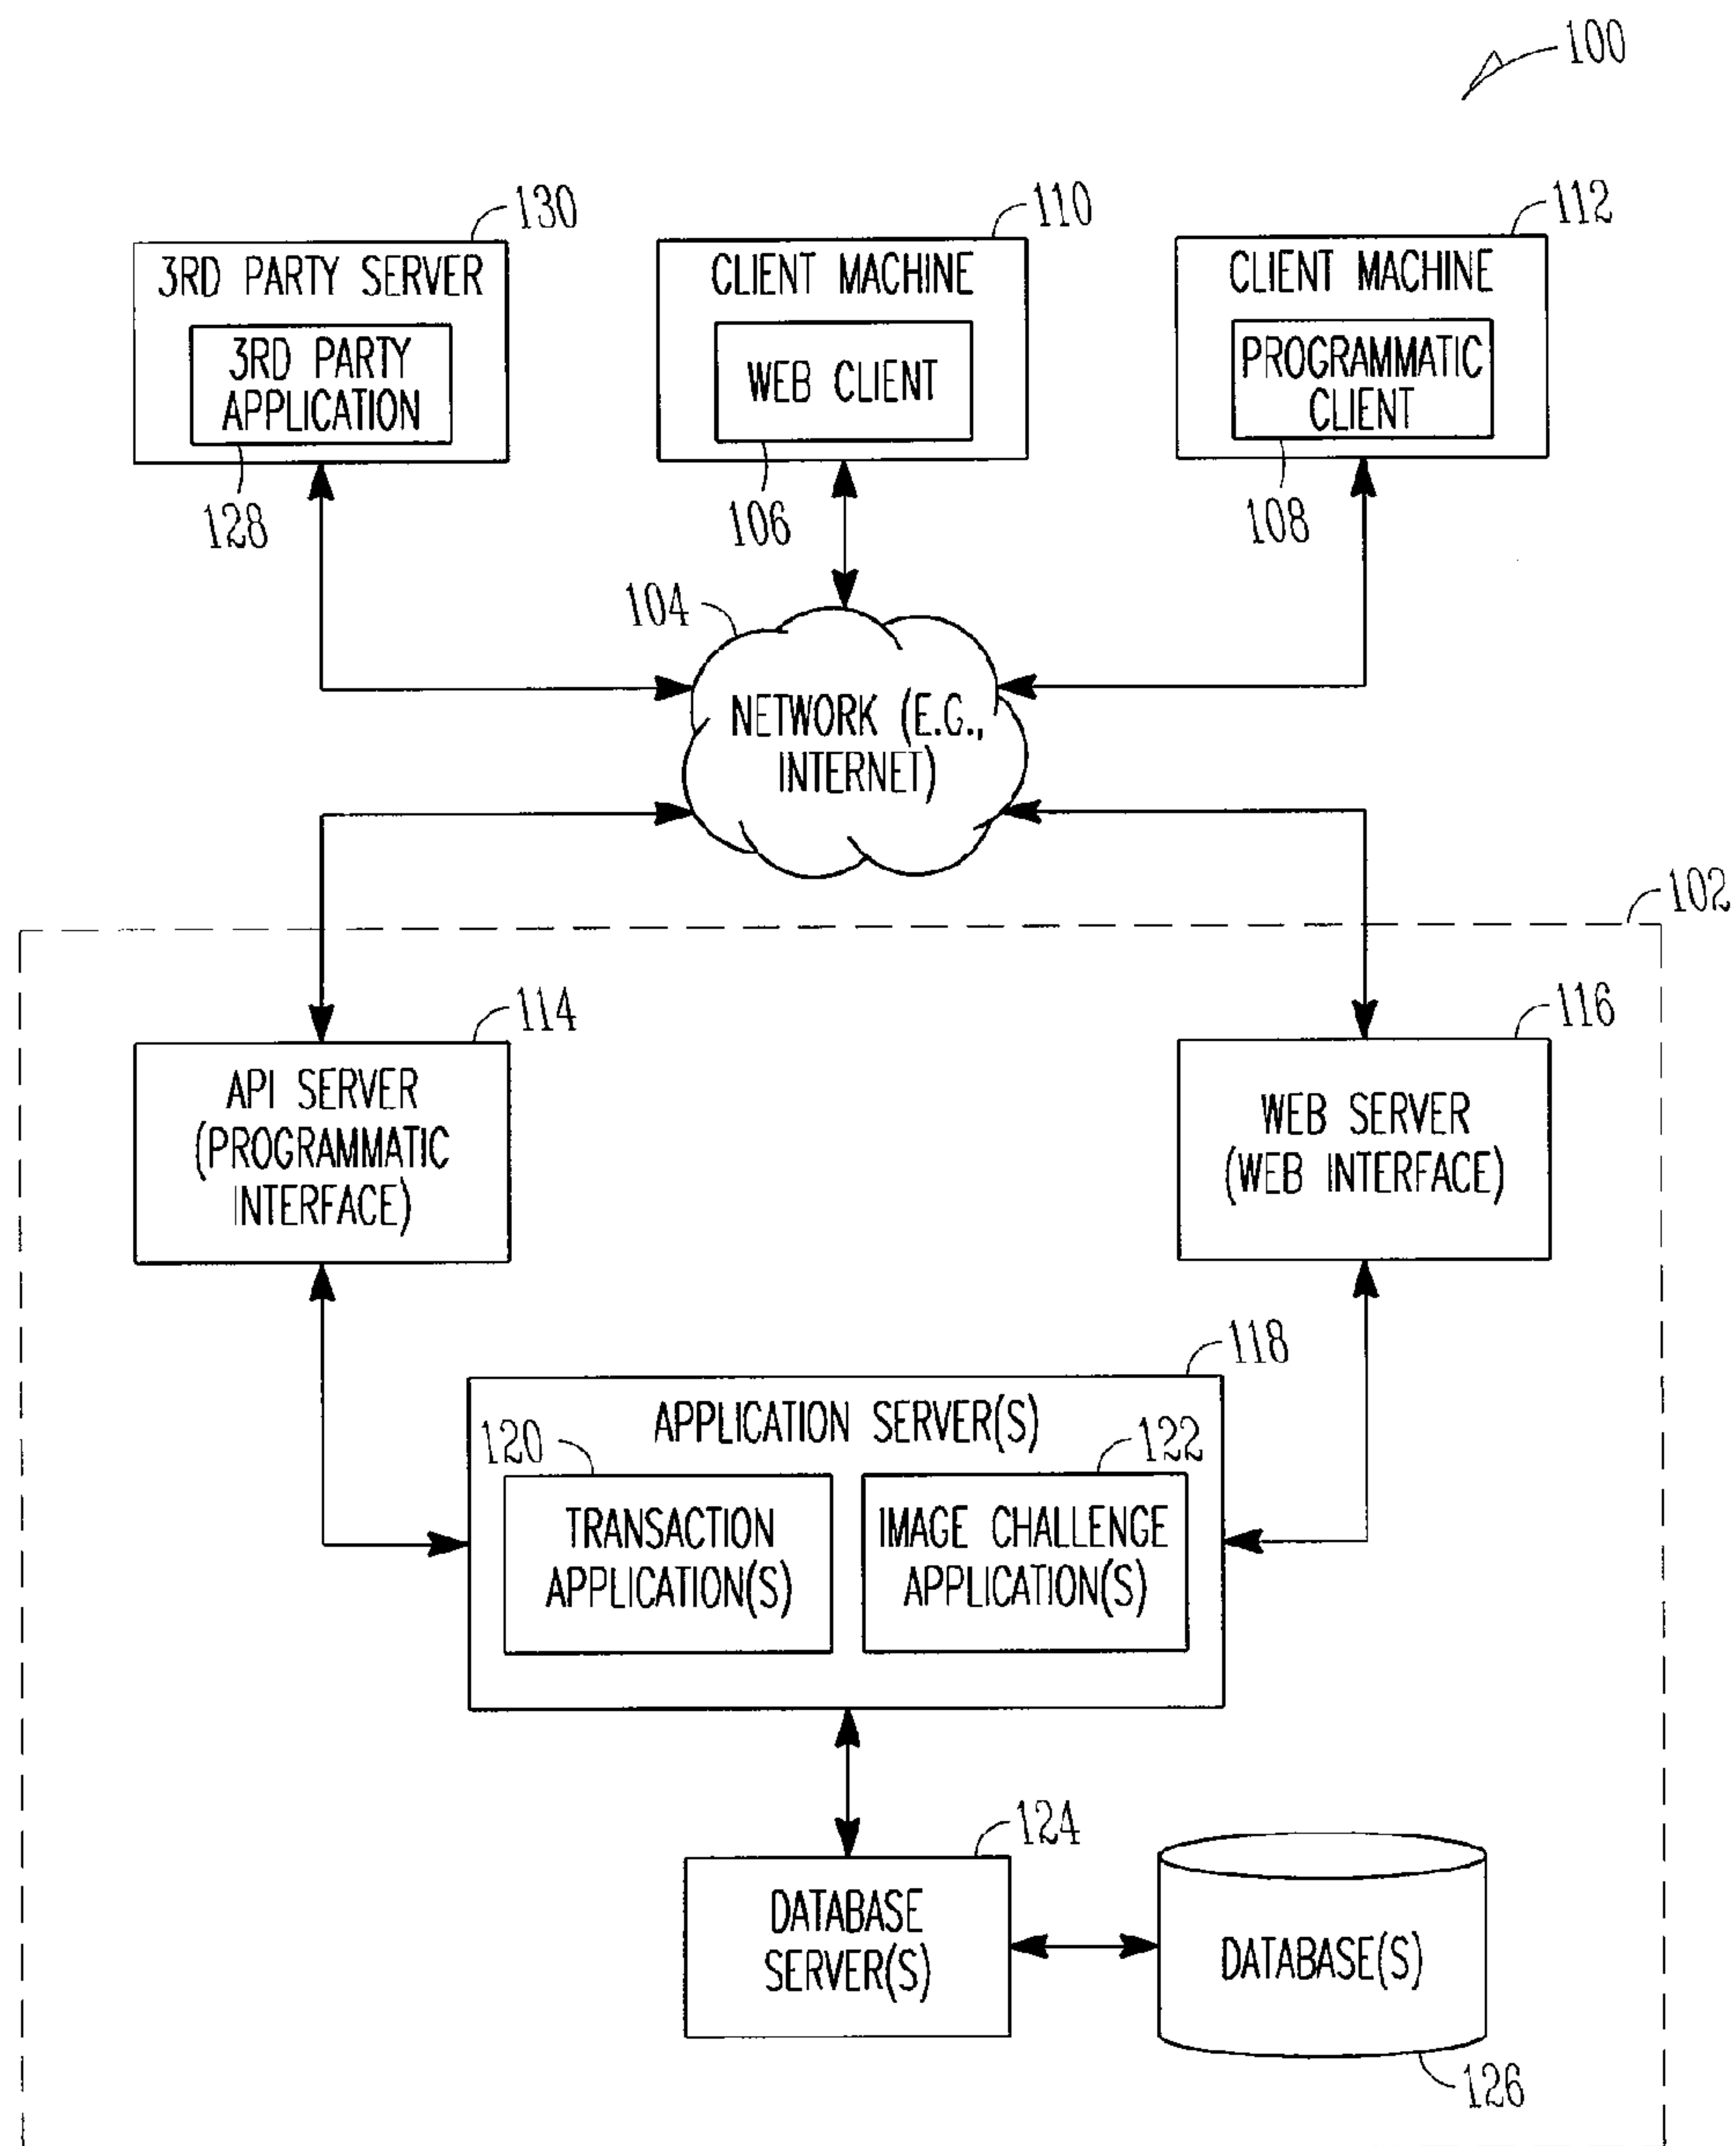 100
130
110
112
3RD PARTY SERVER
CLIENT MACHINE
CLIENT MACHINE
3RD PARTY
APPLICATION
WEB CLIENT
PROGRAMMATIC
CLIENT
128
106
108
104
NETWORK (E.G.,
INTERNET)
102
114
116
API SERVER
(PROGRAMMATIC
INTERFACE)
WEB SERVER
(WEB INTERFACE)
118
APPLICATION SERVER(S)
120
122
TRANSACTION
APPLICATION(S)
IMAGE CHALLENGE
APPLICATION(S)
124
DATABASE
SERVER(S)
DATABASE(S)
126